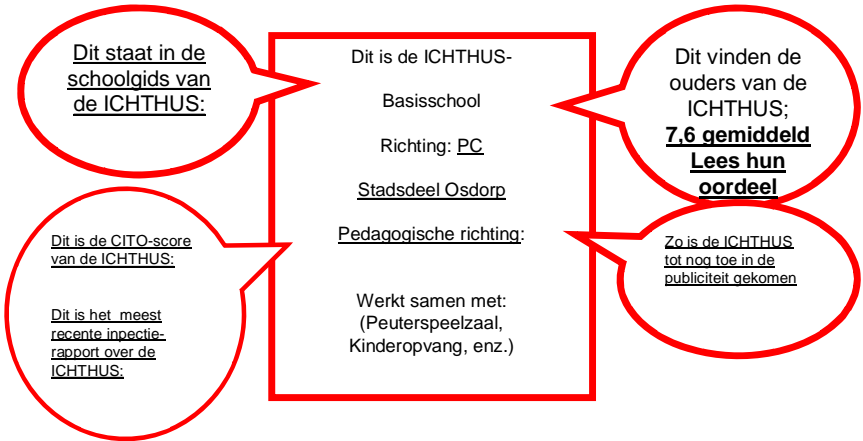 Dit staat in de
schoolgids van
de ICHTHUS:
Dit is de ICHTHUS-
Basisschool
Richting: PC
Stadsdeel Osdorp
Pedagogische richting:
Werkt samen met:
(Peuterspeelzaal,
Kinderopvang, enz.)
Dit vinden de
ouders van de
ICHTHUS;
7,6 gemiddeld
Lees hun
oordeel
Dit is de CITO-score
van de ICHTHUS:
Dit is het meest
recente inpectie-
rapport over de
ICHTHUS:
Zo is de ICHTHUS
tot nog toe in de
publiciteit gekomen